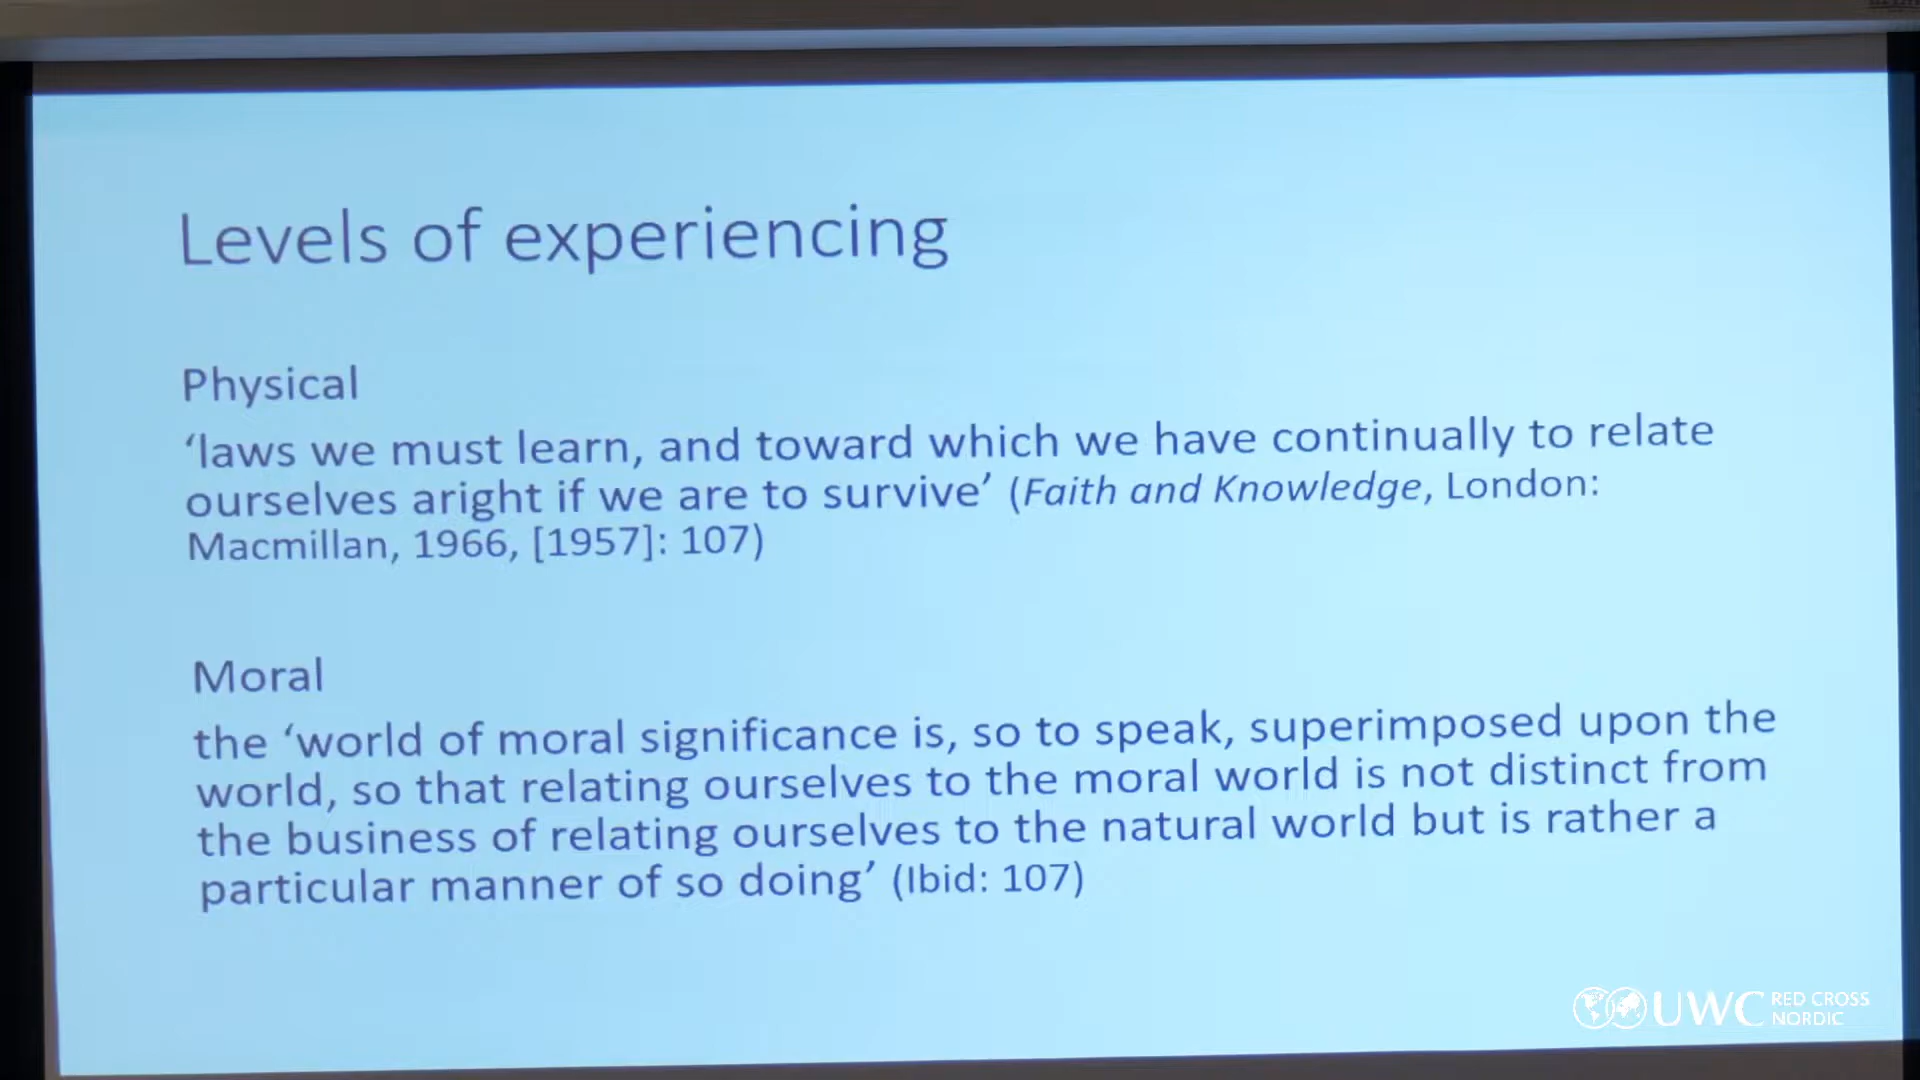 Levels of experiencing
Physical
‘laws we must learn, and toward which we have continually to relate
ourselves aright if we are to survive’ (Faith and Knowledge, London:
Macmillan, 1966, [1957]: 107)
Moral
the ‘world of moral significance is, so to speak, superimposed upon the
world, so that relating ourselves to the moral world is not distinct from
the business of relating ourselves to the natural world but is rather a
particular manner of so doing’ (Ibid: 107)
UWC RED CROSS
NORDIC